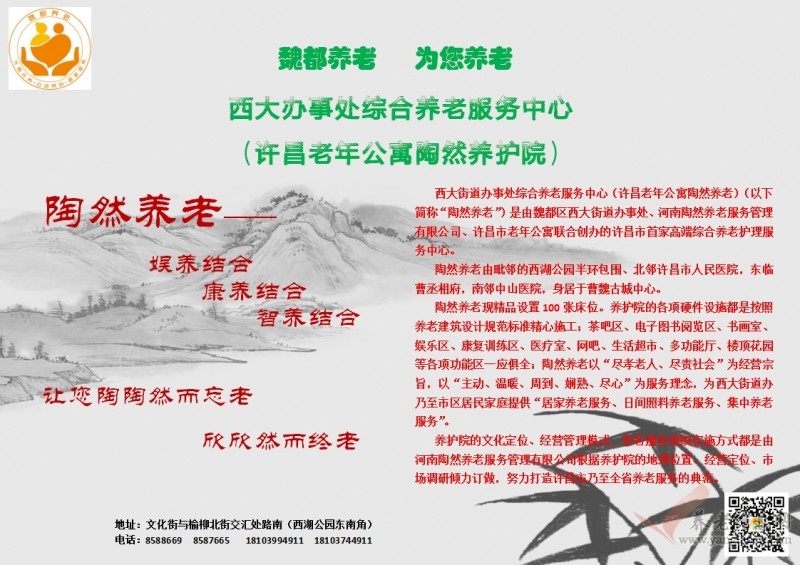 魏都养老
魏都养老 为您养老
西大办事处综合养老服务中心
（许昌老年公寓陶然养护院）
陶然养老——
娱养结合
康养结合
智养结合
让您陶陶然而忘老
欣欣然而终老
西大街道办事处综合养老服务中心（许昌老年公寓陶然养老）（以下
简称“陶然养老”）是由魏都区西大街道办事处、河南陶然养老服务管理
有限公司、许昌市老年公寓联合创办的许昌市首家高端综合养老护理服
务中心。
陶然养老由毗邻的西湖公园半环包围、北邻许昌市人民医院，东临
曹丞相府，南邻中山医院，身居于曹魏古城中心。
陶然养老现精品设置 100 张床位。养护院的各项硬件设施都是按照
养老建筑设计规范标准精心施工；茶吧区、电子图书阅览区、书画室、
娱乐区、康复训练区、医疗室、网吧、生活超市、多功能厅、楼顶花园
等各项功能区一应俱全；陶然养老以“尽孝老人、尽责社会”为经营宗
旨，以“主动、温暖、周到、娴熟、尽心”为服务理念，为西大街道办
乃至市区居民家庭提供“居家养老服务、日间照料养老服务、集中养老
服务”。
养护院的文化定位、经营管理模式、
实施方式都是由
河南陶然养老服务管理有限公司根据养护院的地理位置、经营定位、市
场调研倾力订做，努力打造许昌市乃至全省养老服务的典范。
地址：文化街与榆柳北街交汇处路南（西湖公园东南角）
电话：8588669 8587665 18103994911 18103744911